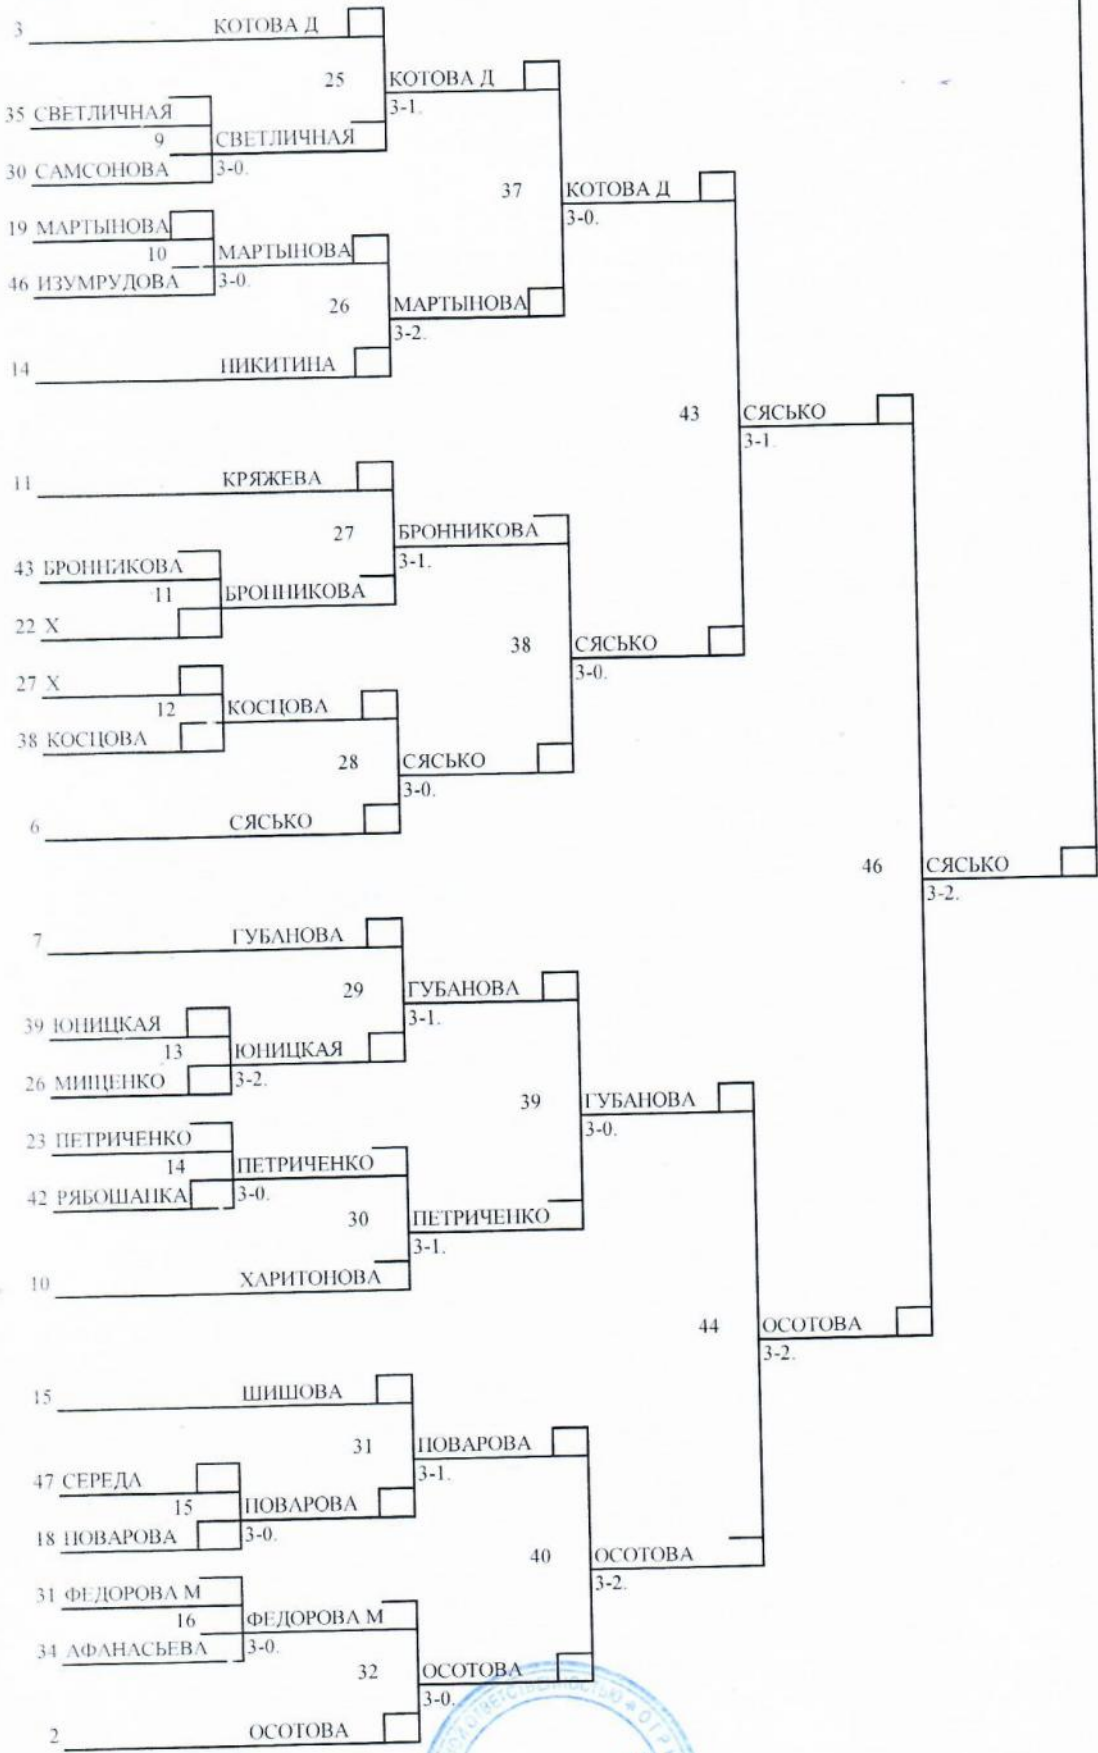 3 КОТОВА Д
25 КОТОВА Д
3-1.
35 СВЕТЛИЧНАЯ
9 СВЕТЛИЧНАЯ
30 САМСОНОВА 3-0.
37 КОТОВА Д
3-0.
19 МАРТЫНОВА
10 МАРТЫНОВА
46 ИЗУМРУДОВА 3-0.
26 МАРТЫНОВА
3-2.
14 НИКИТИНА
43 СЯСЬКО
3-1.
11 КРЯЖЕВА
27 БРОННИКОВА
3-1.
43 БРОННИКОВА
11 БРОННИКОВА
22 X
38 СЯСЬКО
3-0.
27 X
12 КОСЦОВА
38 КОСЦОВА
28 СЯСЬКО
3-0.
6 СЯСЬКО
46 СЯСЬКО
3-2.
7 ГУБАНОВА
29 ГУБАНОВА
3-1.
39 ЮНИЦКАЯ
13 ЮНИЦКАЯ
26 МИЩЕНКО 3-2.
39 ГУБАНОВА
3-0.
23 ПЕТРИЧЕНКО
14 ПЕТРИЧЕНКО
42 РЯБОШАПКА 3-0.
30 ПЕТРИЧЕНКО
3-1.
10 ХАРИТОНОВА
44 ОСОТОВА
3-2.
15 ШИШОВА
31 ПОВАРОВА
3-1.
47 СЕРЕДА
15 ПОВАРОВА
18 ПОВАРОВА 3-0.
40 ОСОТОВА
3-2.
31 ФЕДОРОВА М
16 ФЕДОРОВА М
34 АФАНАСЬЕВА 3-0.
32 ОСОТОВА
3-0.
2 ОСОТОВА